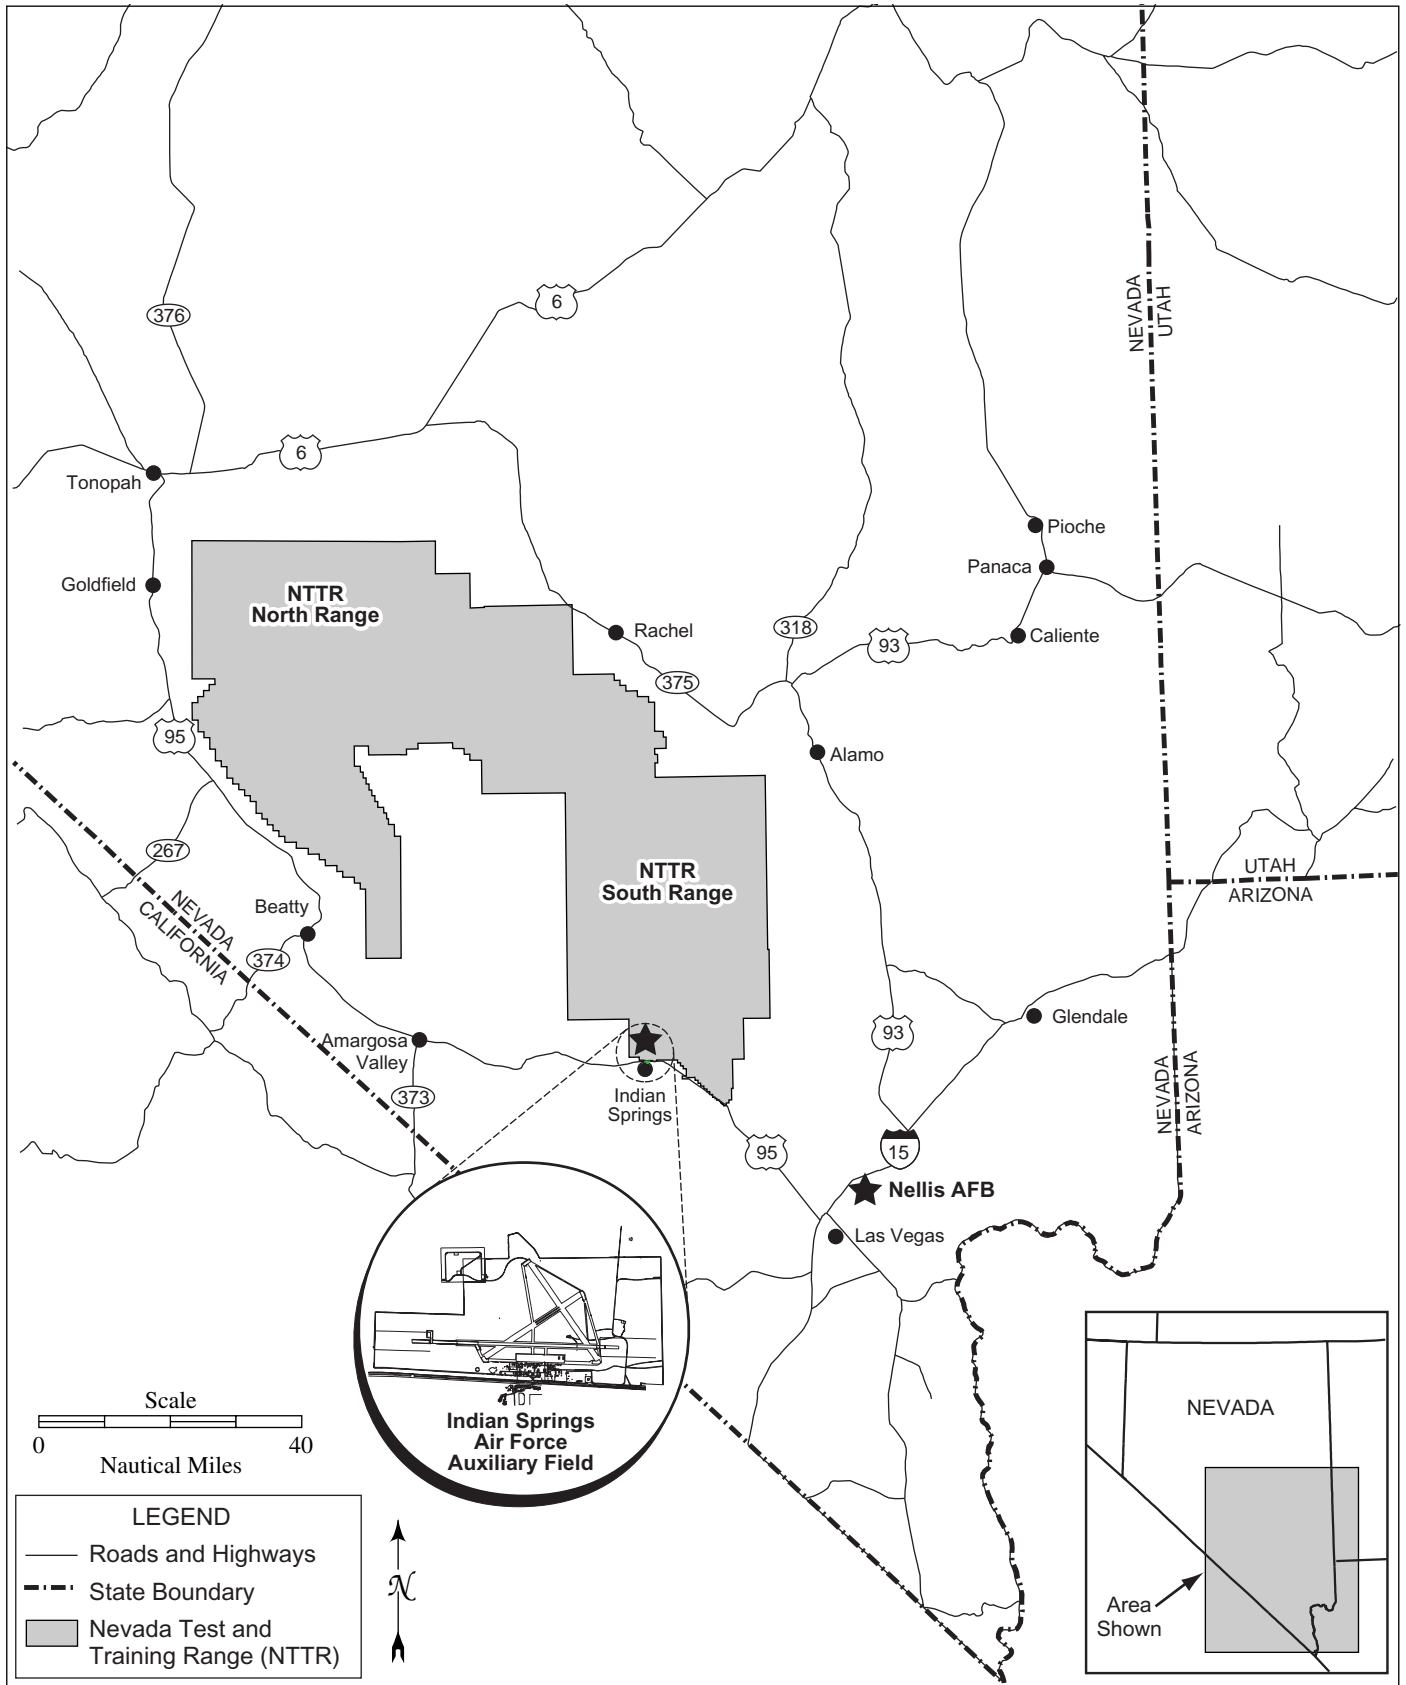 376
6
NEVADA
UTAH
6
Tonopah
Pioche
Panaca
Goldfield
NTTR
North Range
Rachel
318
93
Caliente
375
95
Alamo
267
NTTR
South Range
UTAH
ARIZONA
Beatty
NEVADA
CALIFORNIA
374
Glendale
93
Amargosa
Valley
373
Indian
Springs
NEVADA
ARIZONA
95
15
Nellis AFB
Las Vegas
Indian Springs
Air Force
Auxiliary Field
Scale
0 40
Nautical Miles
LEGEND
Roads and Highways
State Boundary
Nevada Test and
Training Range (NTTR)
N
NEVADA
Area
Shown